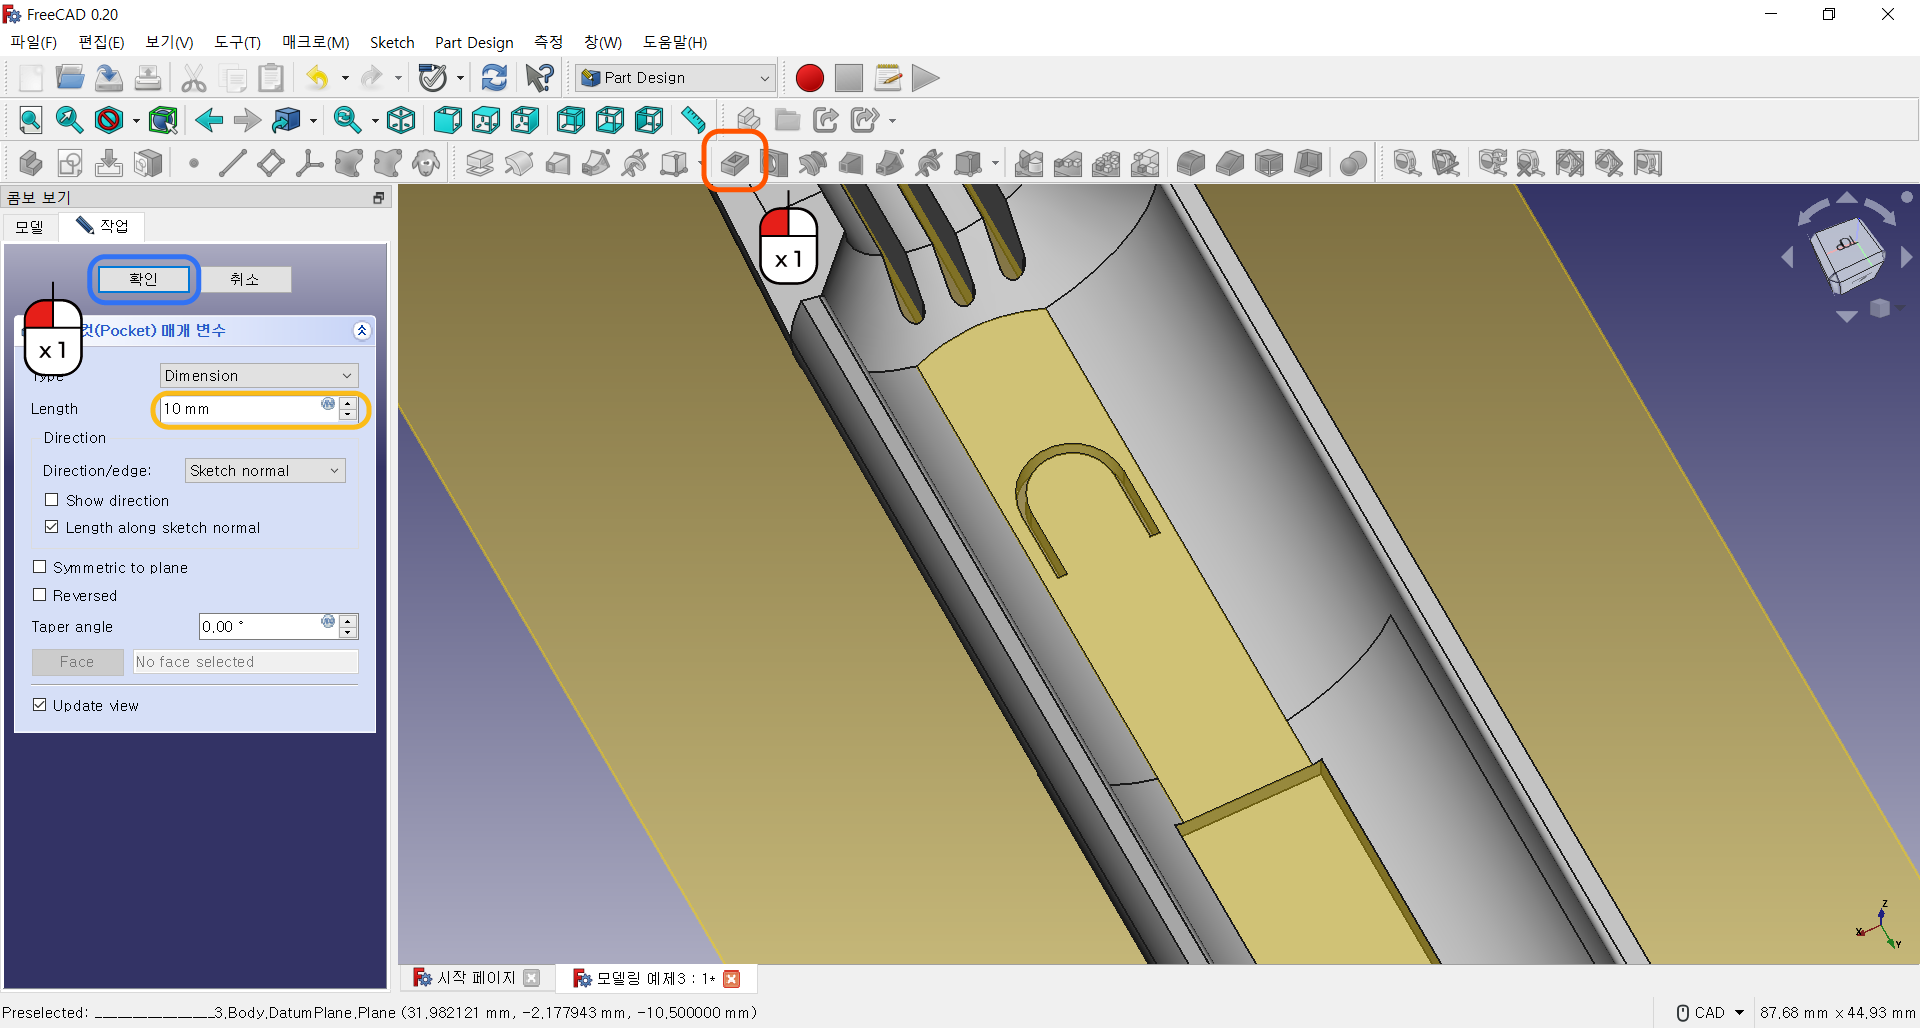 FreeCAD 0.20
파일(F) 편집(E) 보기(V) 도구(T) 매크로(M) Sketch Part Design 측정 창(W) 도움말(H)
Part Design
콤보 보기
모델 작업
확인 취소
x 1
x 1
컷(Pocket) 매개 변수
Type Dimension
Length 10 mm
Direction
Direction/edge: Sketch normal
Show direction
Length along sketch normal
Symmetric to plane
Reversed
Taper angle 0.00 °
Face No face selected
Update view
Z
X
Y
시작 페이지 모델링 예제3 : 1*
Preselected: ________________3.Body.DatumPlane.Plane (31.982121 mm, -2.177943 mm, -10.500000 mm) CAD 87.68 mm x 44.93 mm